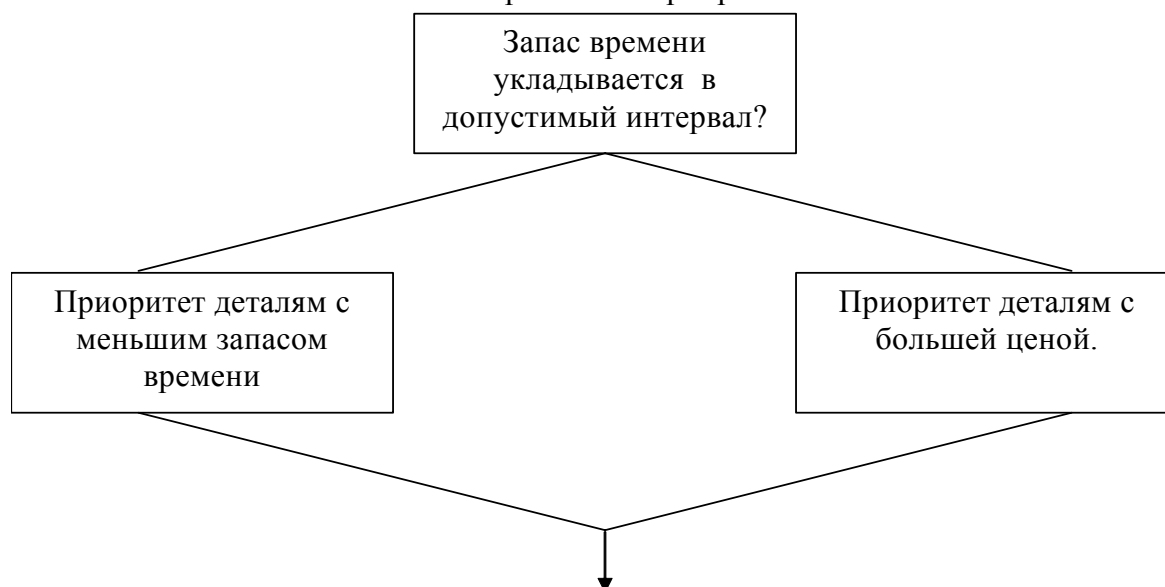 Запас времени
укладывается в
допустимый интервал?
Приоритет деталям с
меньшим запасом
времени
Приоритет деталям с
большей ценой.